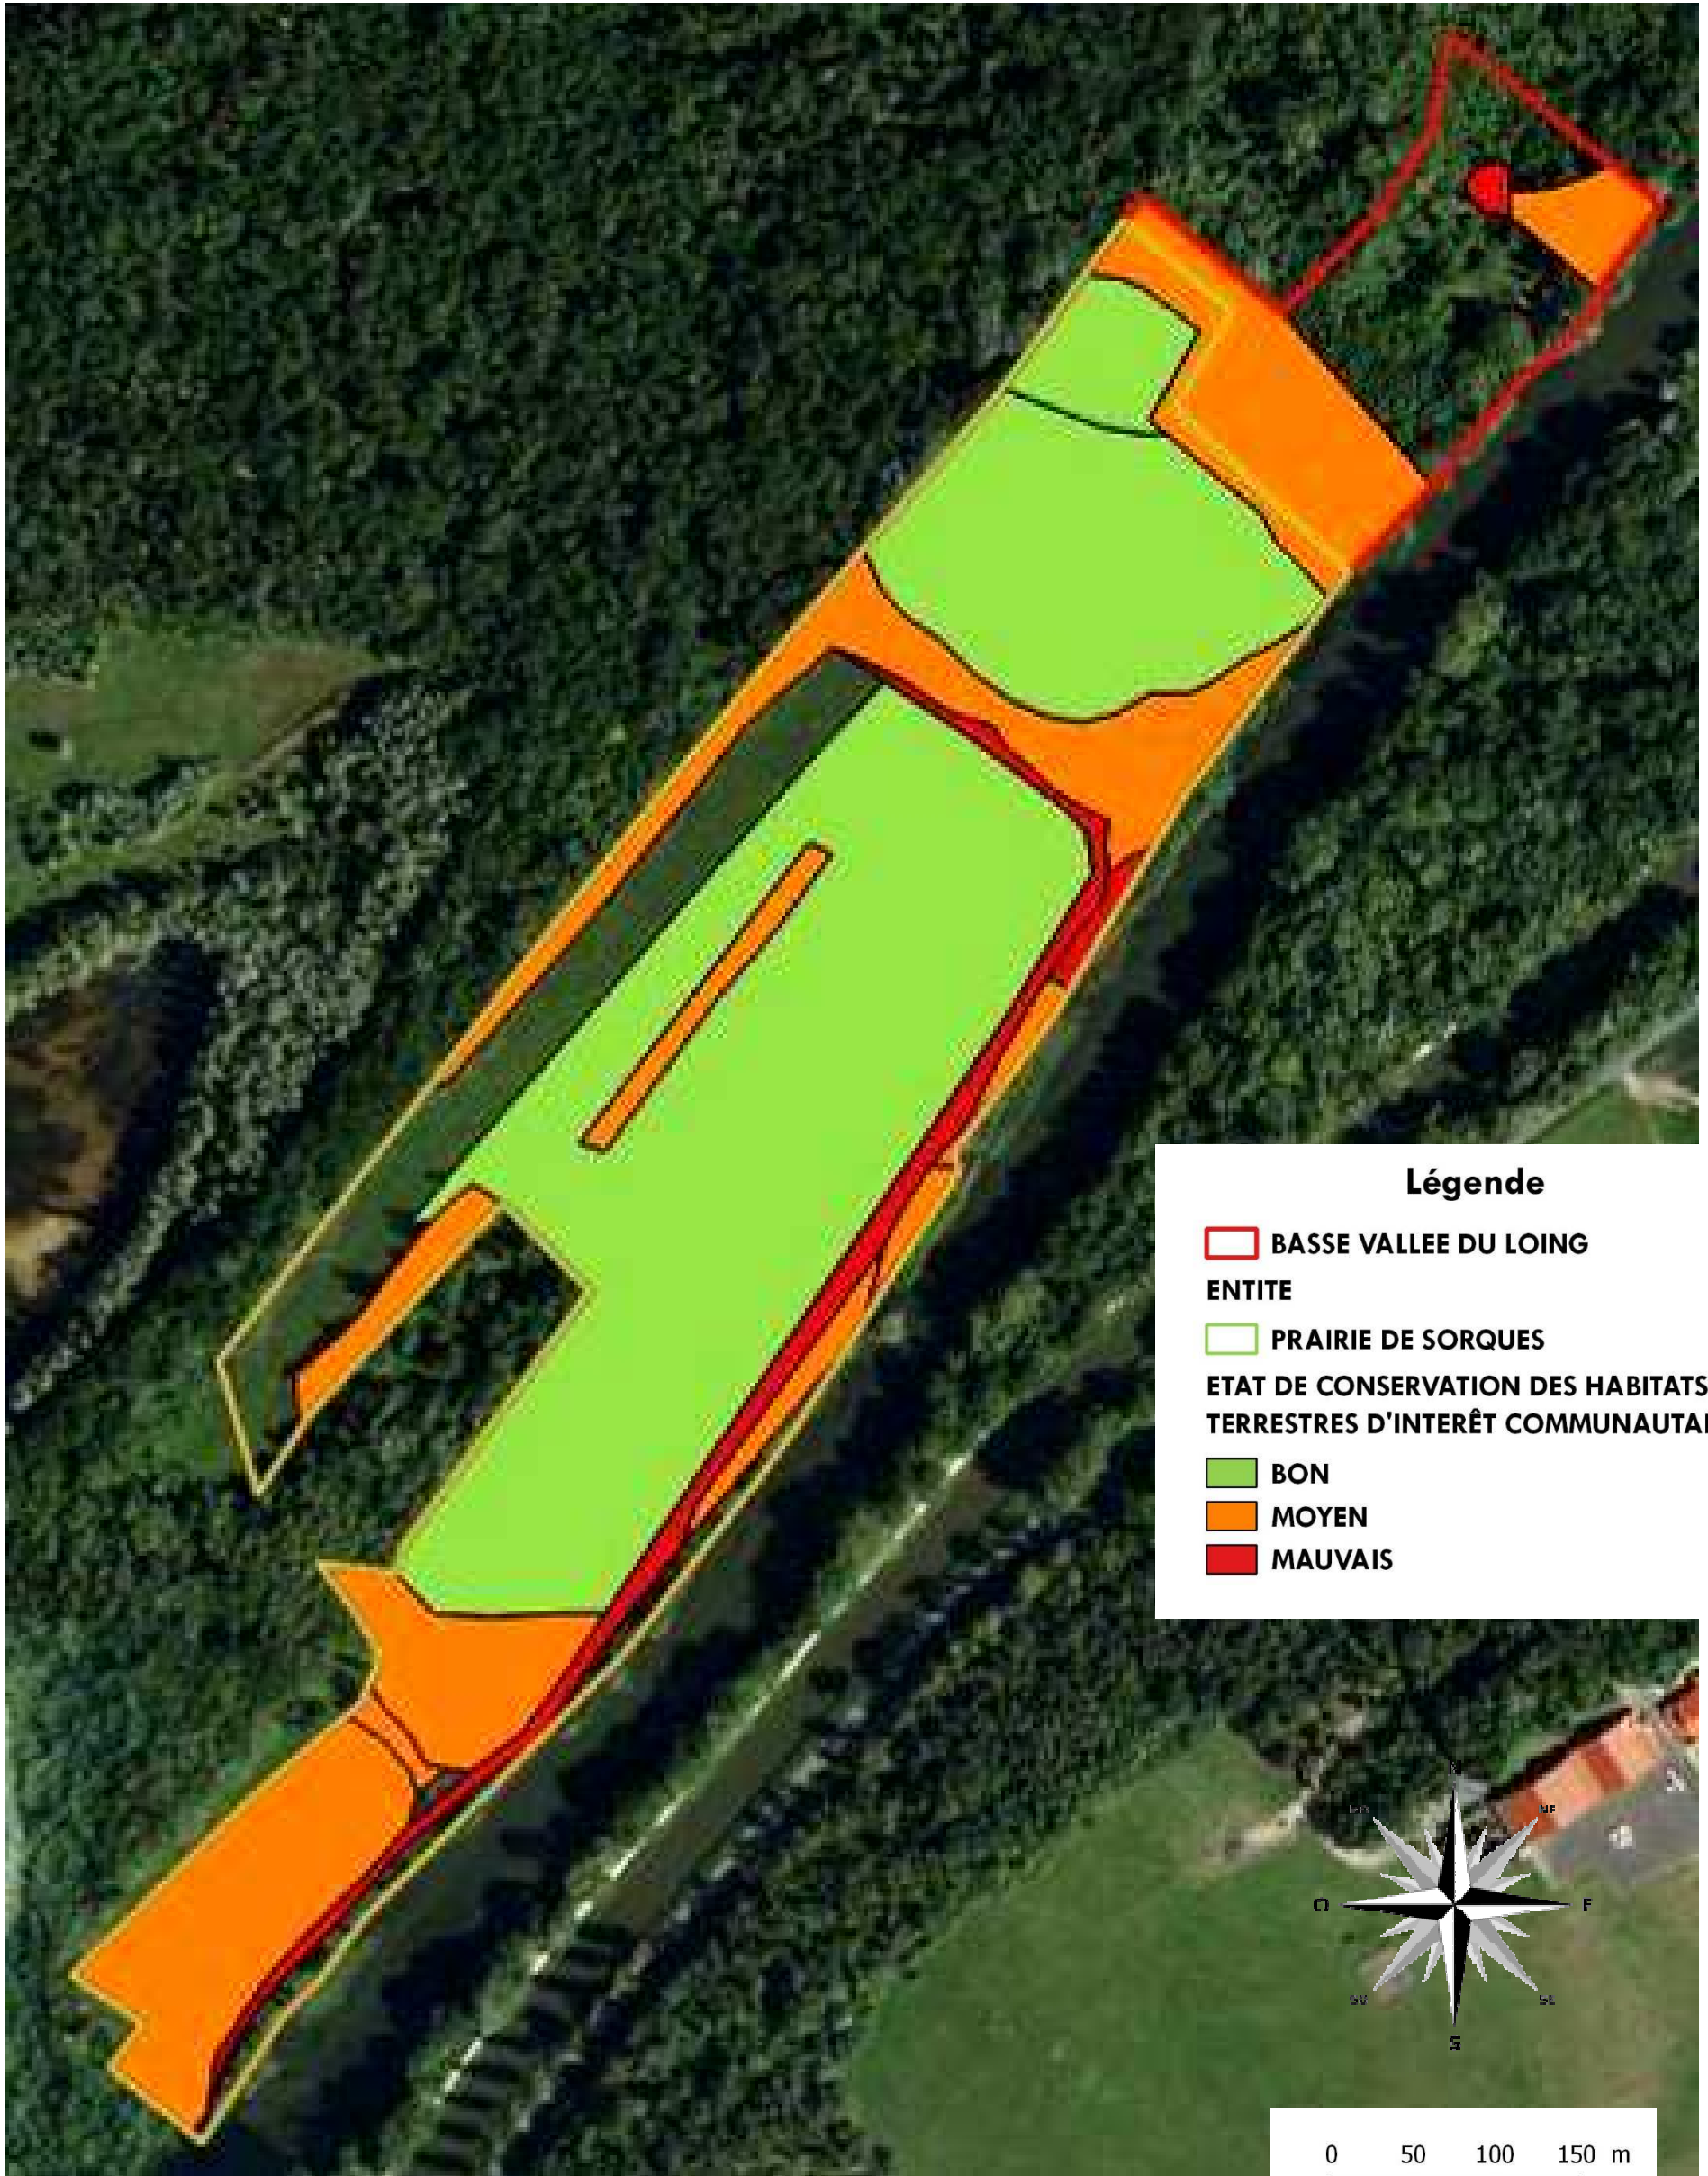 Légende
BASSE VALLEE DU LOING
ENTITE
PRAIRIE DE SORQUES
ETAT DE CONSERVATION DES HABITATS
TERRESTRES D'INTERÊT COMMUNAUTAI
BON
MOYEN
MAUVAIS
S
0 50 100 150 m